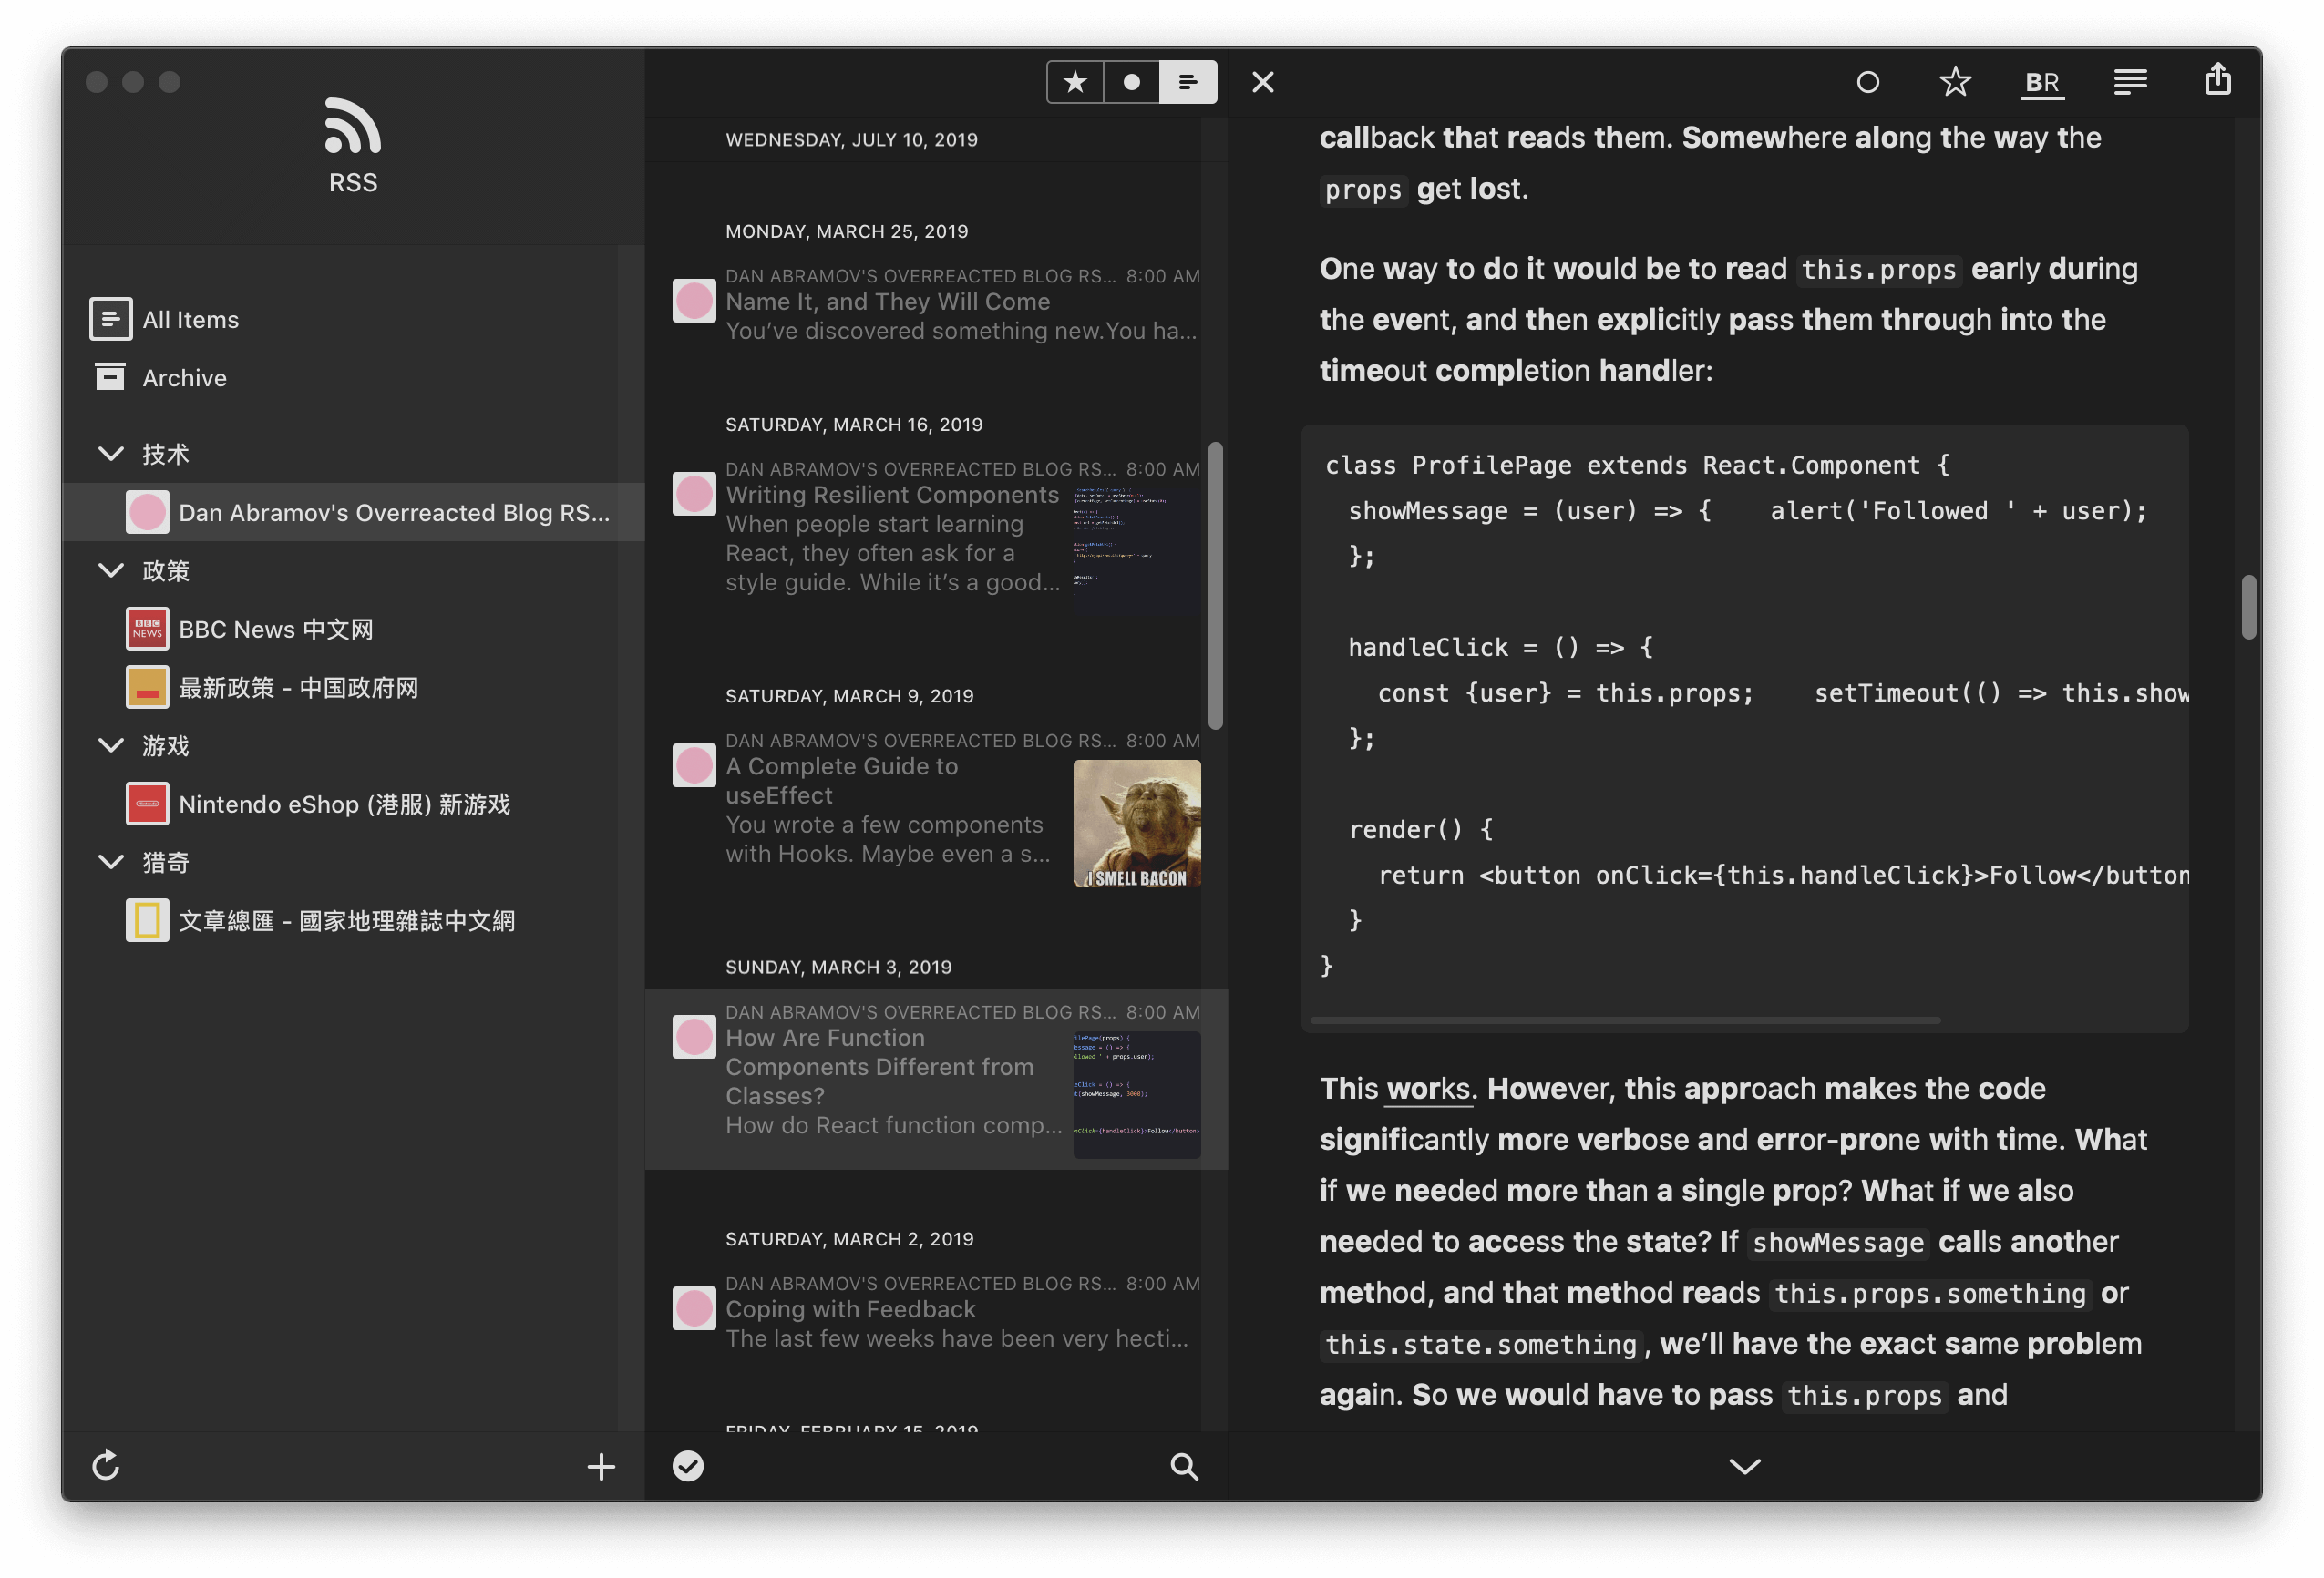 RSS
All Items
Archive
技术
Dan Abramov's Overreacted Blog RS...
政策
BBC NEWS
BBC News 中文网
最新政策 - 中国政府网
游戏
Nintendo eShop (港服) 新游戏
猎奇
文章總匯 - 國家地理雜誌中文網
WEDNESDAY, JULY 10, 2019
MONDAY, MARCH 25, 2019
DAN ABRAMOV'S OVERREACTED BLOG RS... 8:00 AM
Name It, and They Will Come
You’ve discovered something new.You ha...
SATURDAY, MARCH 16, 2019
DAN ABRAMOV'S OVERREACTED BLOG RS... 8:00 AM
Writing Resilient Components
When people start learning
React, they often ask for a
style guide. While it’s a good...
SATURDAY, MARCH 9, 2019
DAN ABRAMOV'S OVERREACTED BLOG RS... 8:00 AM
A Complete Guide to
useEffect
You wrote a few components
with Hooks. Maybe even a s...
I SMELL BACON
SUNDAY, MARCH 3, 2019
DAN ABRAMOV'S OVERREACTED BLOG RS... 8:00 AM
How Are Function
Components Different from
Classes?
How do React function comp...
ilePage(props) {
essage = () => {
ollowed ' + props.user);
eClick = () => {
t(showMessage, 3000);
onClick={handleClick}>Follow</button>
SATURDAY, MARCH 2, 2019
DAN ABRAMOV'S OVERREACTED BLOG RS... 8:00 AM
Coping with Feedback
The last few weeks have been very hecti...
FRIDAY, FEBRUARY 15, 2019
BR
callback that reads them. Somewhere along the way the
props get lost.
One way to do it would be to read this.props early during
the event, and then explicitly pass them through into the
timeout completion handler:
class ProfilePage extends React.Component {
showMessage = (user) => {    alert('Followed ' + user);
};
handleClick = () => {
const {user} = this.props;    setTimeout(() => this.show
};
render() {
return <button onClick={this.handleClick}>Follow</button
}
}
This works. However, this approach makes the code
significantly more verbose and error-prone with time. What
if we needed more than a single prop? What if we also
needed to access the state? If showMessage calls another
method, and that method reads this.props.something or
this.state.something, we’ll have the exact same problem
again. So we would have to pass this.props and